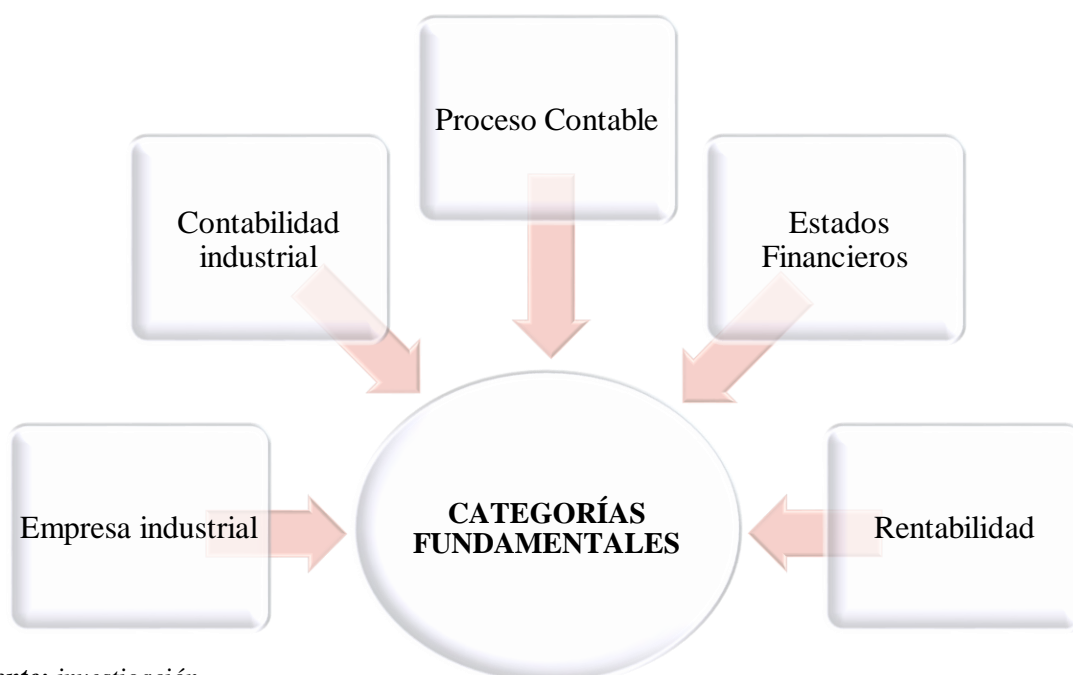 Proceso Contable
Contabilidad
industrial
Estados
Financieros
Empresa industrial
CATEGORÍAS
FUNDAMENTALES
Rentabilidad